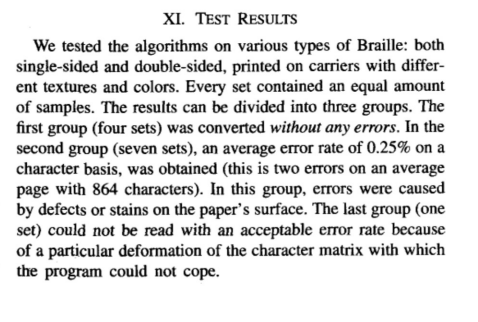 XI. TEST RESULTS
We tested the algorithms on various types of Braille: both
single-sided and double-sided, printed on carriers with differ-
ent textures and colors. Every set contained an equal amount
of samples. The results can be divided into three groups. The
first group (four sets) was converted without any errors. In the
second group (seven sets), an average error rate of 0.25% on a
character basis, was obtained (this is two errors on an average
page with 864 characters). In this group, errors were caused
by defects or stains on the paper's surface. The last group (one
set) could not be read with an acceptable error rate because
of a particular deformation of the character matrix with which
the program could not cope.